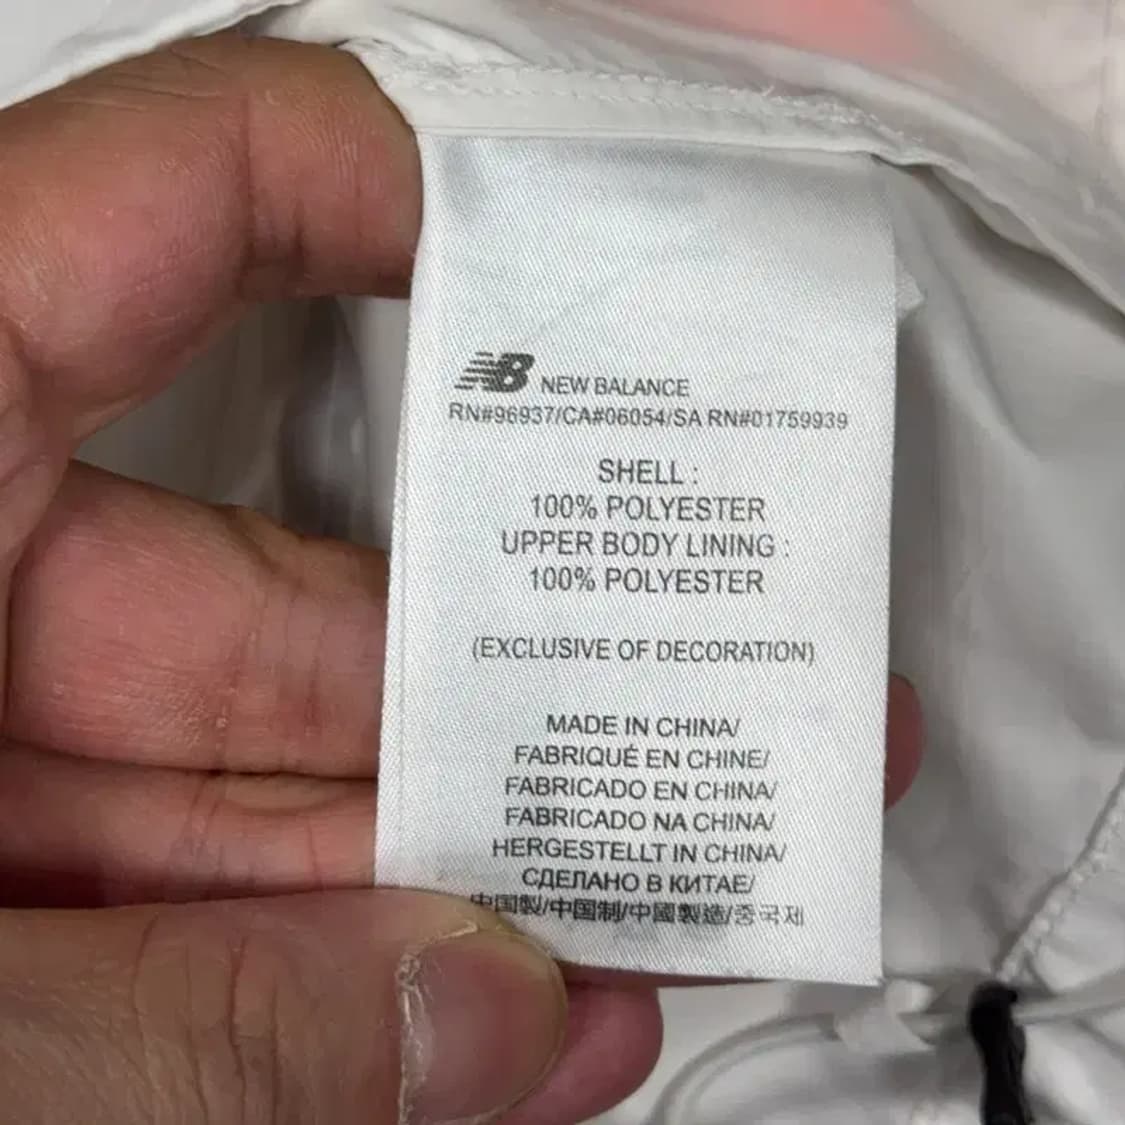 NB NEW BALANCE
RN#96937/CA#06054/SA RN#01759939
SHELL :
100% POLYESTER
UPPER BODY LINING :
100% POLYESTER
(EXCLUSIVE OF DECORATION)
MADE IN CHINA/
FABRIQUÉ EN CHINE/
FABRICADO EN CHINA/
FABRICADO NA CHINA/
HERGESTELLT IN CHINA/
СДЕЛАНО В КИТАЕ/
中国製/中国制/中國製造/중국제